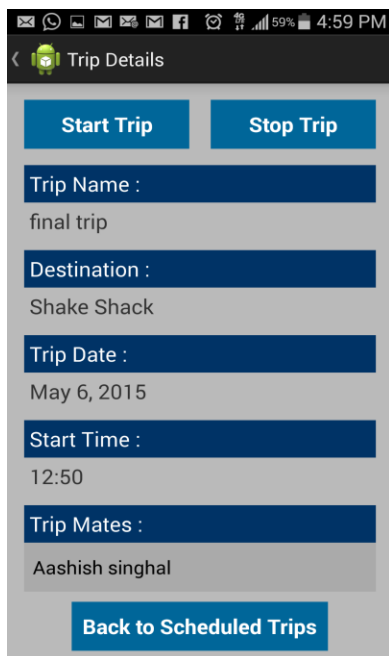 59% 4:59 PM
Trip Details
Start Trip Stop Trip
Trip Name :
final trip
Destination :
Shake Shack
Trip Date :
May 6, 2015
Start Time :
12:50
Trip Mates :
Aashish singhal
Back to Scheduled Trips